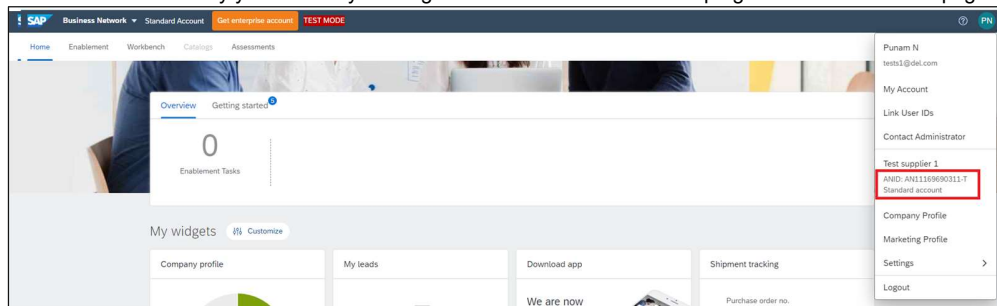 SAP Business Network Standard Account Get enterprise account TEST MODE PN
Home Enablement Workbench Catalogs Assessments
Punam N
tests1@del.com
My Account
Link User IDs
Contact Administrator
Test supplier 1
ANID: AN11169690311-T
Standard account
Company Profile
Marketing Profile
Settings
Logout
Overview Getting started 5
0
Enablement Tasks
My widgets Customize
Company profile My leads Download app Shipment tracking
We are now
Purchase order no.